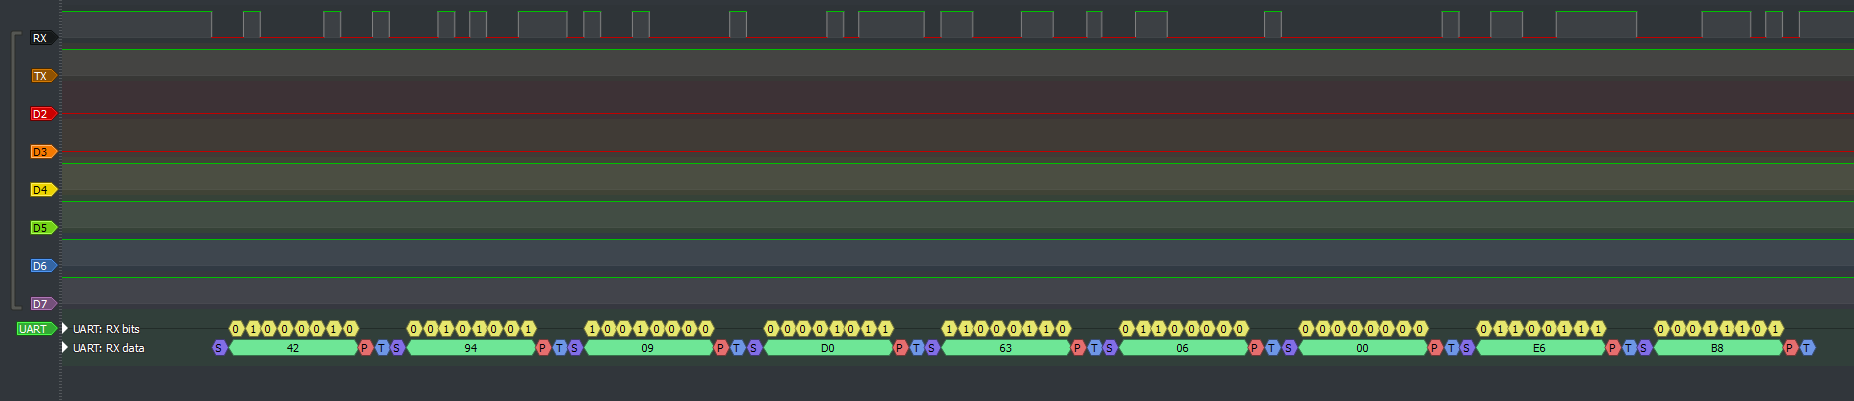 RX
TX
D2
D3
D4
D5
D6
D7
UART UART: RX bits 0 1 0 0 0 0 1 0 0 0 1 0 1 0 0 1 1 0 0 1 0 0 0 0 0 0 0 0 1 0 1 1 1 1 0 0 0 1 1 0 0 1 1 0 0 0 0 0 0 0 0 0 0 0 0 0 0 1 1 0 0 1 1 1 0 0 0 1 1 1 0 1
UART: RX data S 42 P T S 94 P T S 09 P T S D0 P T S 63 P T S 06 P T S 00 P T S E6 P T S B8 P T